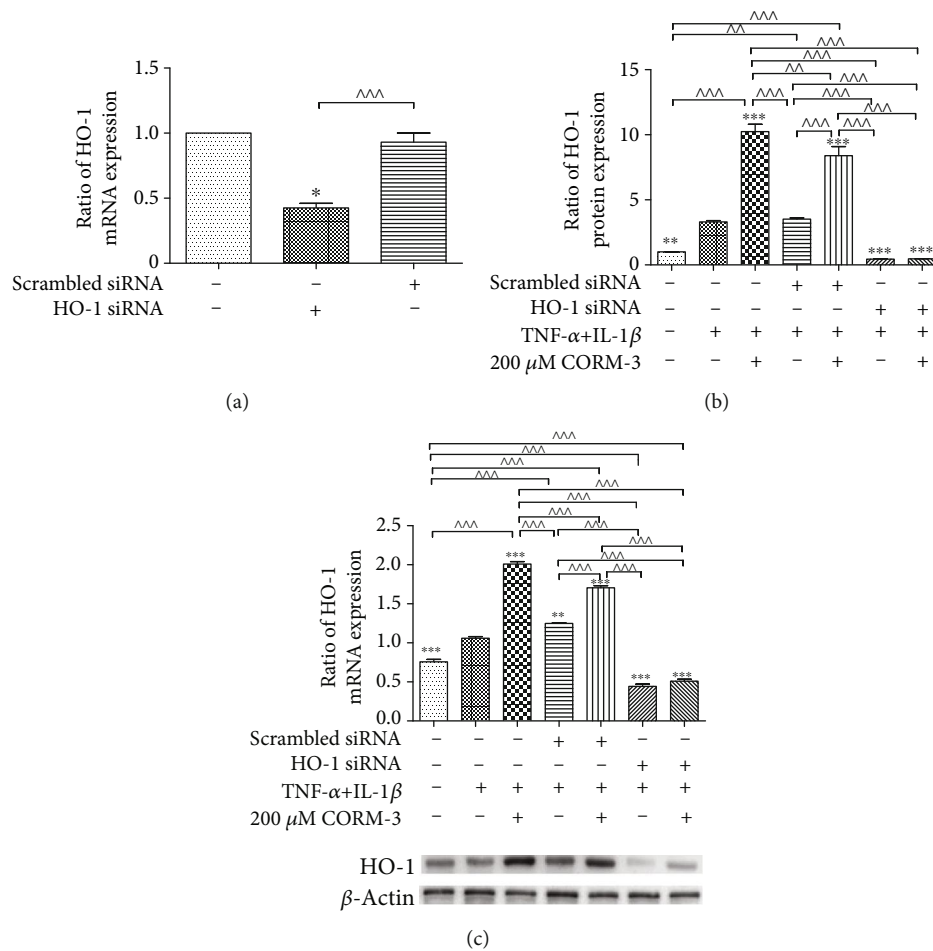 1.5
^^^
1.0
*
0.5
0
Ratio of HO-1
mRNA expression
Scrambled siRNA – – +
HO-1 siRNA – + –
(a)
^^^
^^
^^^
^^^
^^
^^^
15
^^^ ^^^ ^^^
*** ^^^
10
^^^ *** ^^^
5
**
*** ***
0
Ratio of HO-1
protein expression
Scrambled siRNA – – – + + – –
HO-1 siRNA – – – – – + +
TNF-α+IL-1β – + + + + + +
200 μM CORM-3 – – + – + – +
(b)
^^^
^^^
^^^
^^^ ^^^
^^^
^^^
2.5
^^^ ^^^ ^^^
^^^
*** ^^^
2.0
^^^ ^^^
***
1.5
**
1.0
***
*** ***
0.5
0.0
Ratio of HO-1
mRNA expression
Scrambled siRNA – – – + + – –
HO-1 siRNA – – – – – + +
TNF-α+IL-1β – + + + + + +
200 μM CORM-3 – – + – + – +
HO-1
β-Actin
(c)